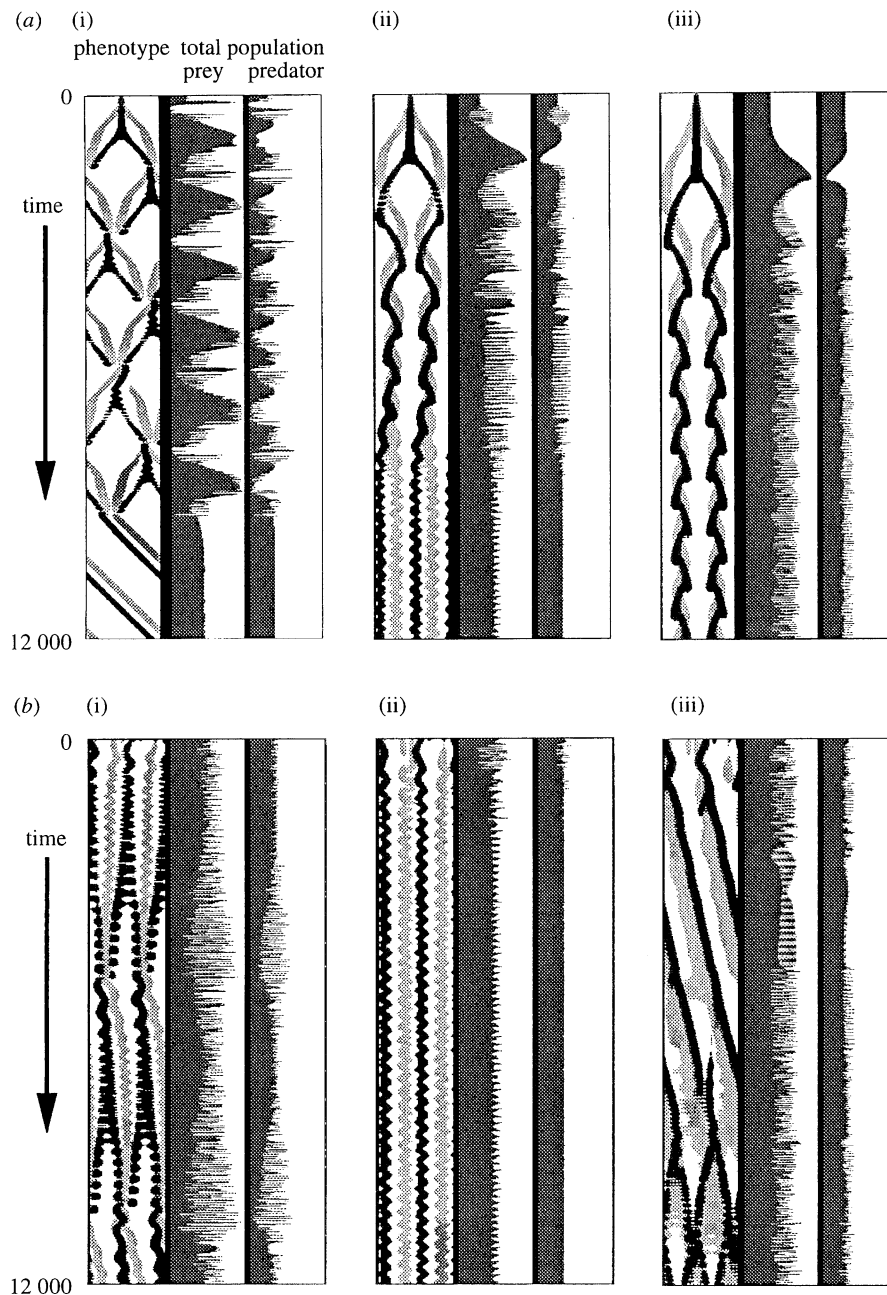 (a) (i) (ii) (iii)
phenotype total population
prey predator
0
time
12 000
(b) (i) (ii) (iii)
0
time
12 000